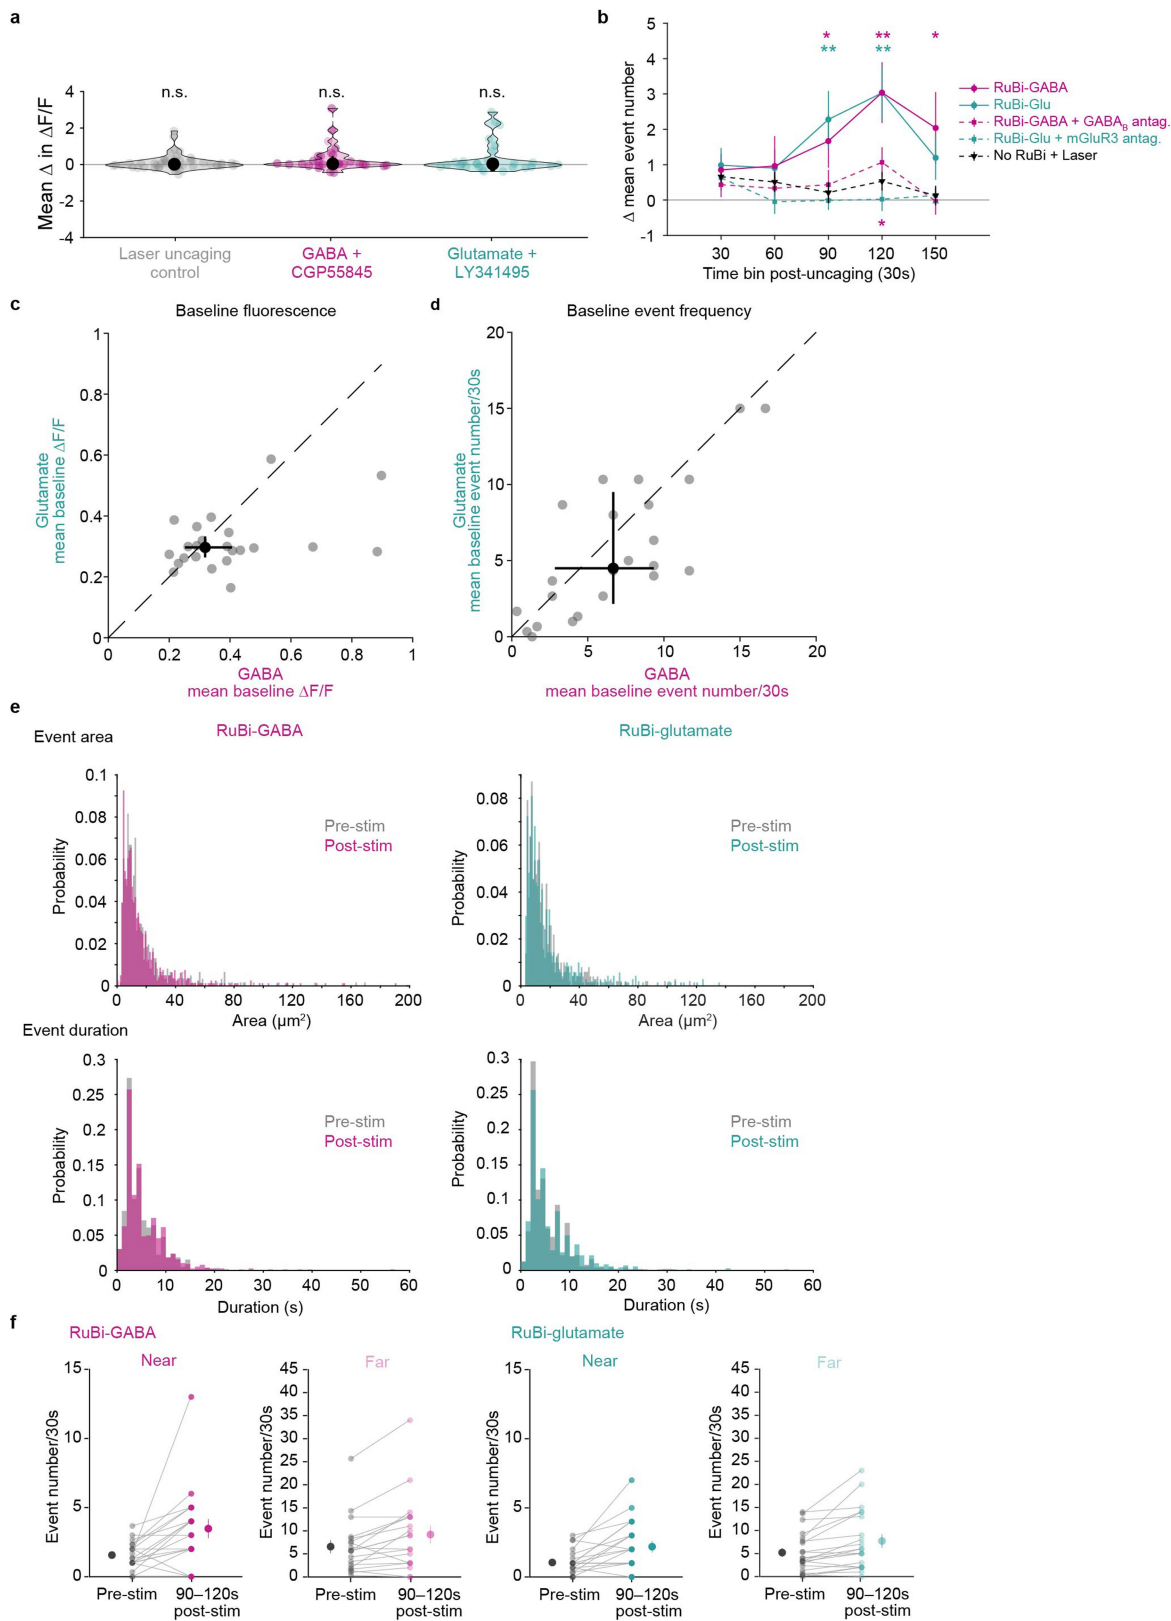 a
Mean Δ in ΔF/F
4
2
0
-2
-4
n.s.
n.s.
n.s.
Laser uncaging
control
GABA +
CGP55845
Glutamate +
LY341495
b
Δ mean event number
5
4
3
2
1
0
-1
*
**
*
**
**
*
30
60
90
120
150
Time bin post-uncaging (30s)
RuBi-GABA
RuBi-Glu
RuBi-GABA + GABA_B antag.
RuBi-Glu + mGluR3 antag.
No RuBi + Laser
c
Baseline fluorescence
Glutamate
mean baseline ΔF/F
1
0.8
0.6
0.4
0.2
0
0
0.2
0.4
0.6
0.8
1
GABA
mean baseline ΔF/F
d
Baseline event frequency
Glutamate
mean baseline event number/30s
20
15
10
5
0
0
5
10
15
20
GABA
mean baseline event number/30s
e
Event area
RuBi-GABA
RuBi-glutamate
Probability
0.1
0.08
0.06
0.04
0.02
0
Pre-stim
Post-stim
0
40
80
120
160
200
Area (μm²)
Probability
0.08
0.06
0.04
0.02
0
Pre-stim
Post-stim
0
40
80
120
160
200
Area (μm²)
Event duration
Probability
0.3
0.25
0.2
0.15
0.1
0.05
0
Pre-stim
Post-stim
0
10
20
30
40
50
60
Duration (s)
Probability
0.3
0.25
0.2
0.15
0.1
0.05
0
Pre-stim
Post-stim
0
10
20
30
40
50
60
Duration (s)
f
RuBi-GABA
Near
Event number/30s
15
10
5
0
Pre-stim
90–120s
post-stim
Far
Event number/30s
45
40
35
30
25
20
15
10
5
0
Pre-stim
90–120s
post-stim
RuBi-glutamate
Near
Event number/30s
15
10
5
0
Pre-stim
90–120s
post-stim
Far
Event number/30s
45
40
35
30
25
20
15
10
5
0
Pre-stim
90–120s
post-stim